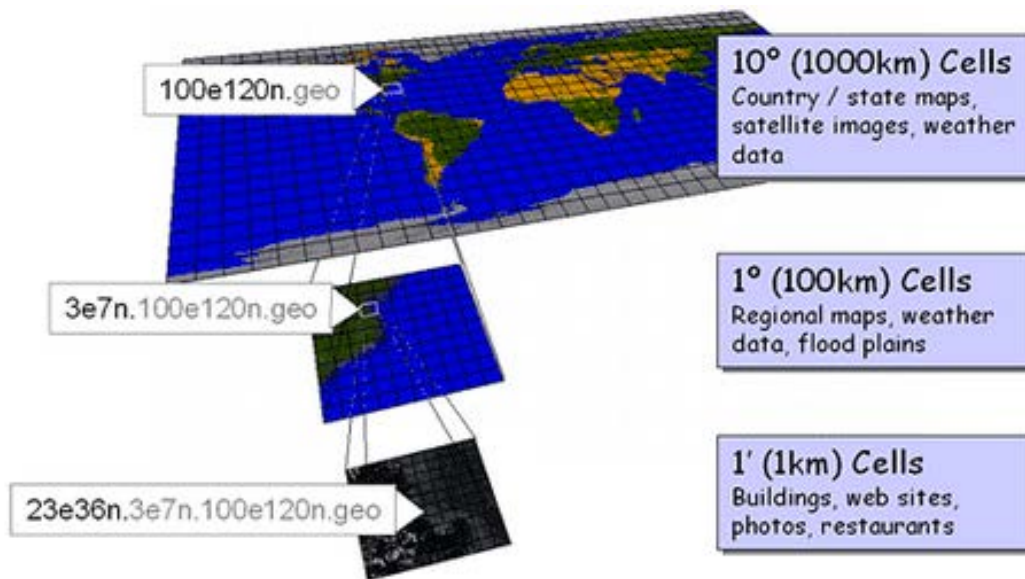 100e120n.geo
10° (1000km) Cells
Country / state maps,
satellite images, weather
data
3e7n.100e120n.geo
1° (100km) Cells
Regional maps, weather
data, flood plains
23e36n.3e7n.100e120n.geo
1' (1km) Cells
Buildings, web sites,
photos, restaurants